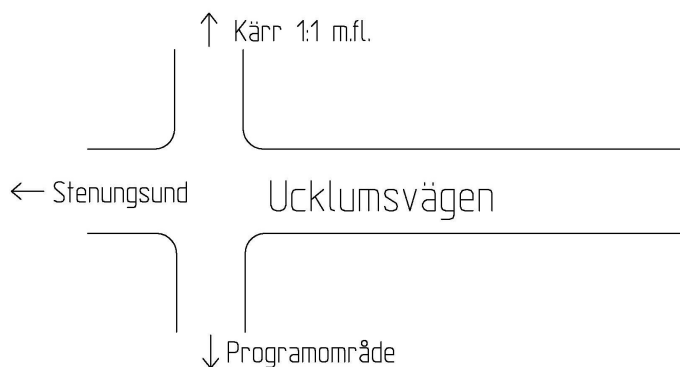 Kärr 1:1 m.fl.
Stenungsund
Ucklumsvägen
Programområde